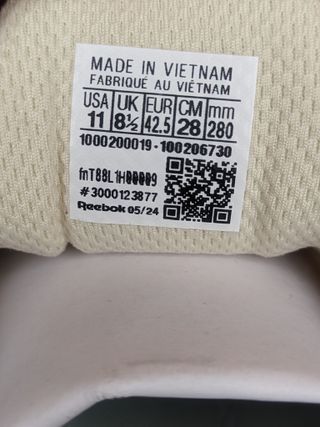 MADE IN VIETNAM
FABRIQUÉ AU VIÊTNAM
USA UK EUR CM mm
11 8½ 42.5 28 280
1000200019-100206730
#3000123877
Reebok 05/24